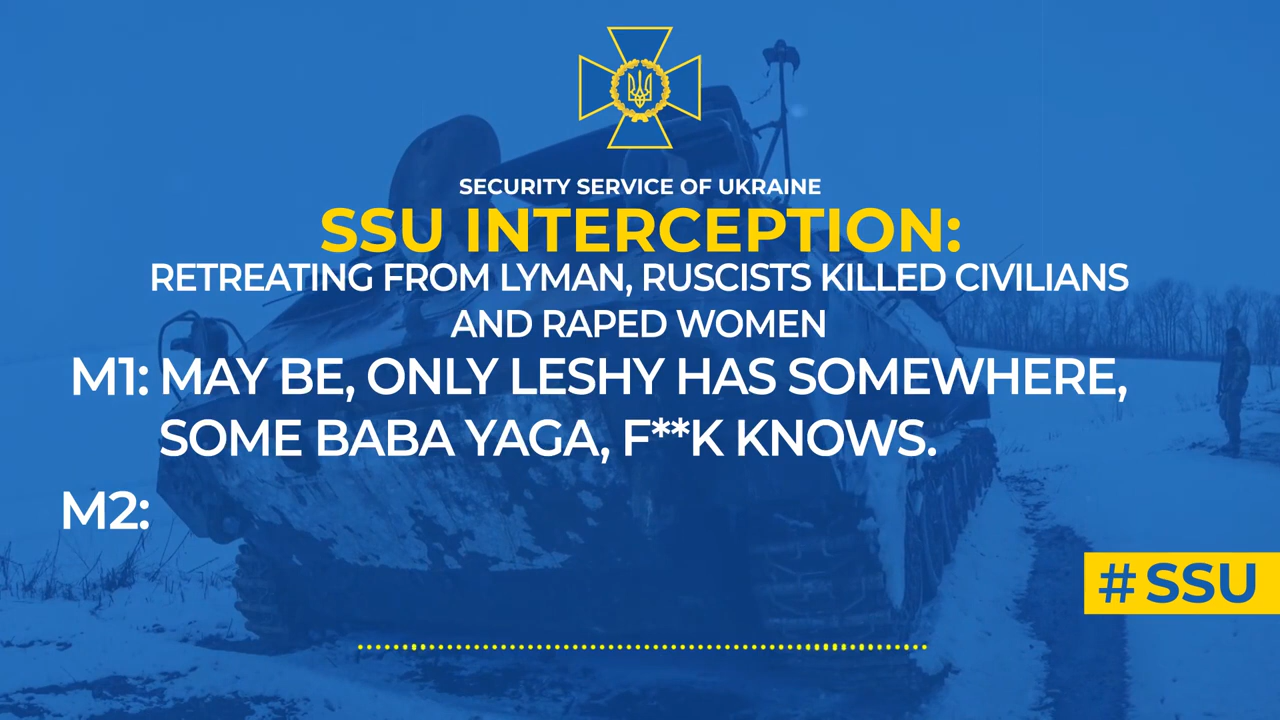 SECURITY SERVICE OF UKRAINE
SSU INTERCEPTION:
RETREATING FROM LYMAN, RUSCISTS KILLED CIVILIANS
AND RAPED WOMEN
M1: MAY BE, ONLY LESHY HAS SOMEWHERE,
SOME BABA YAGA, F**K KNOWS.
M2:
# SSU